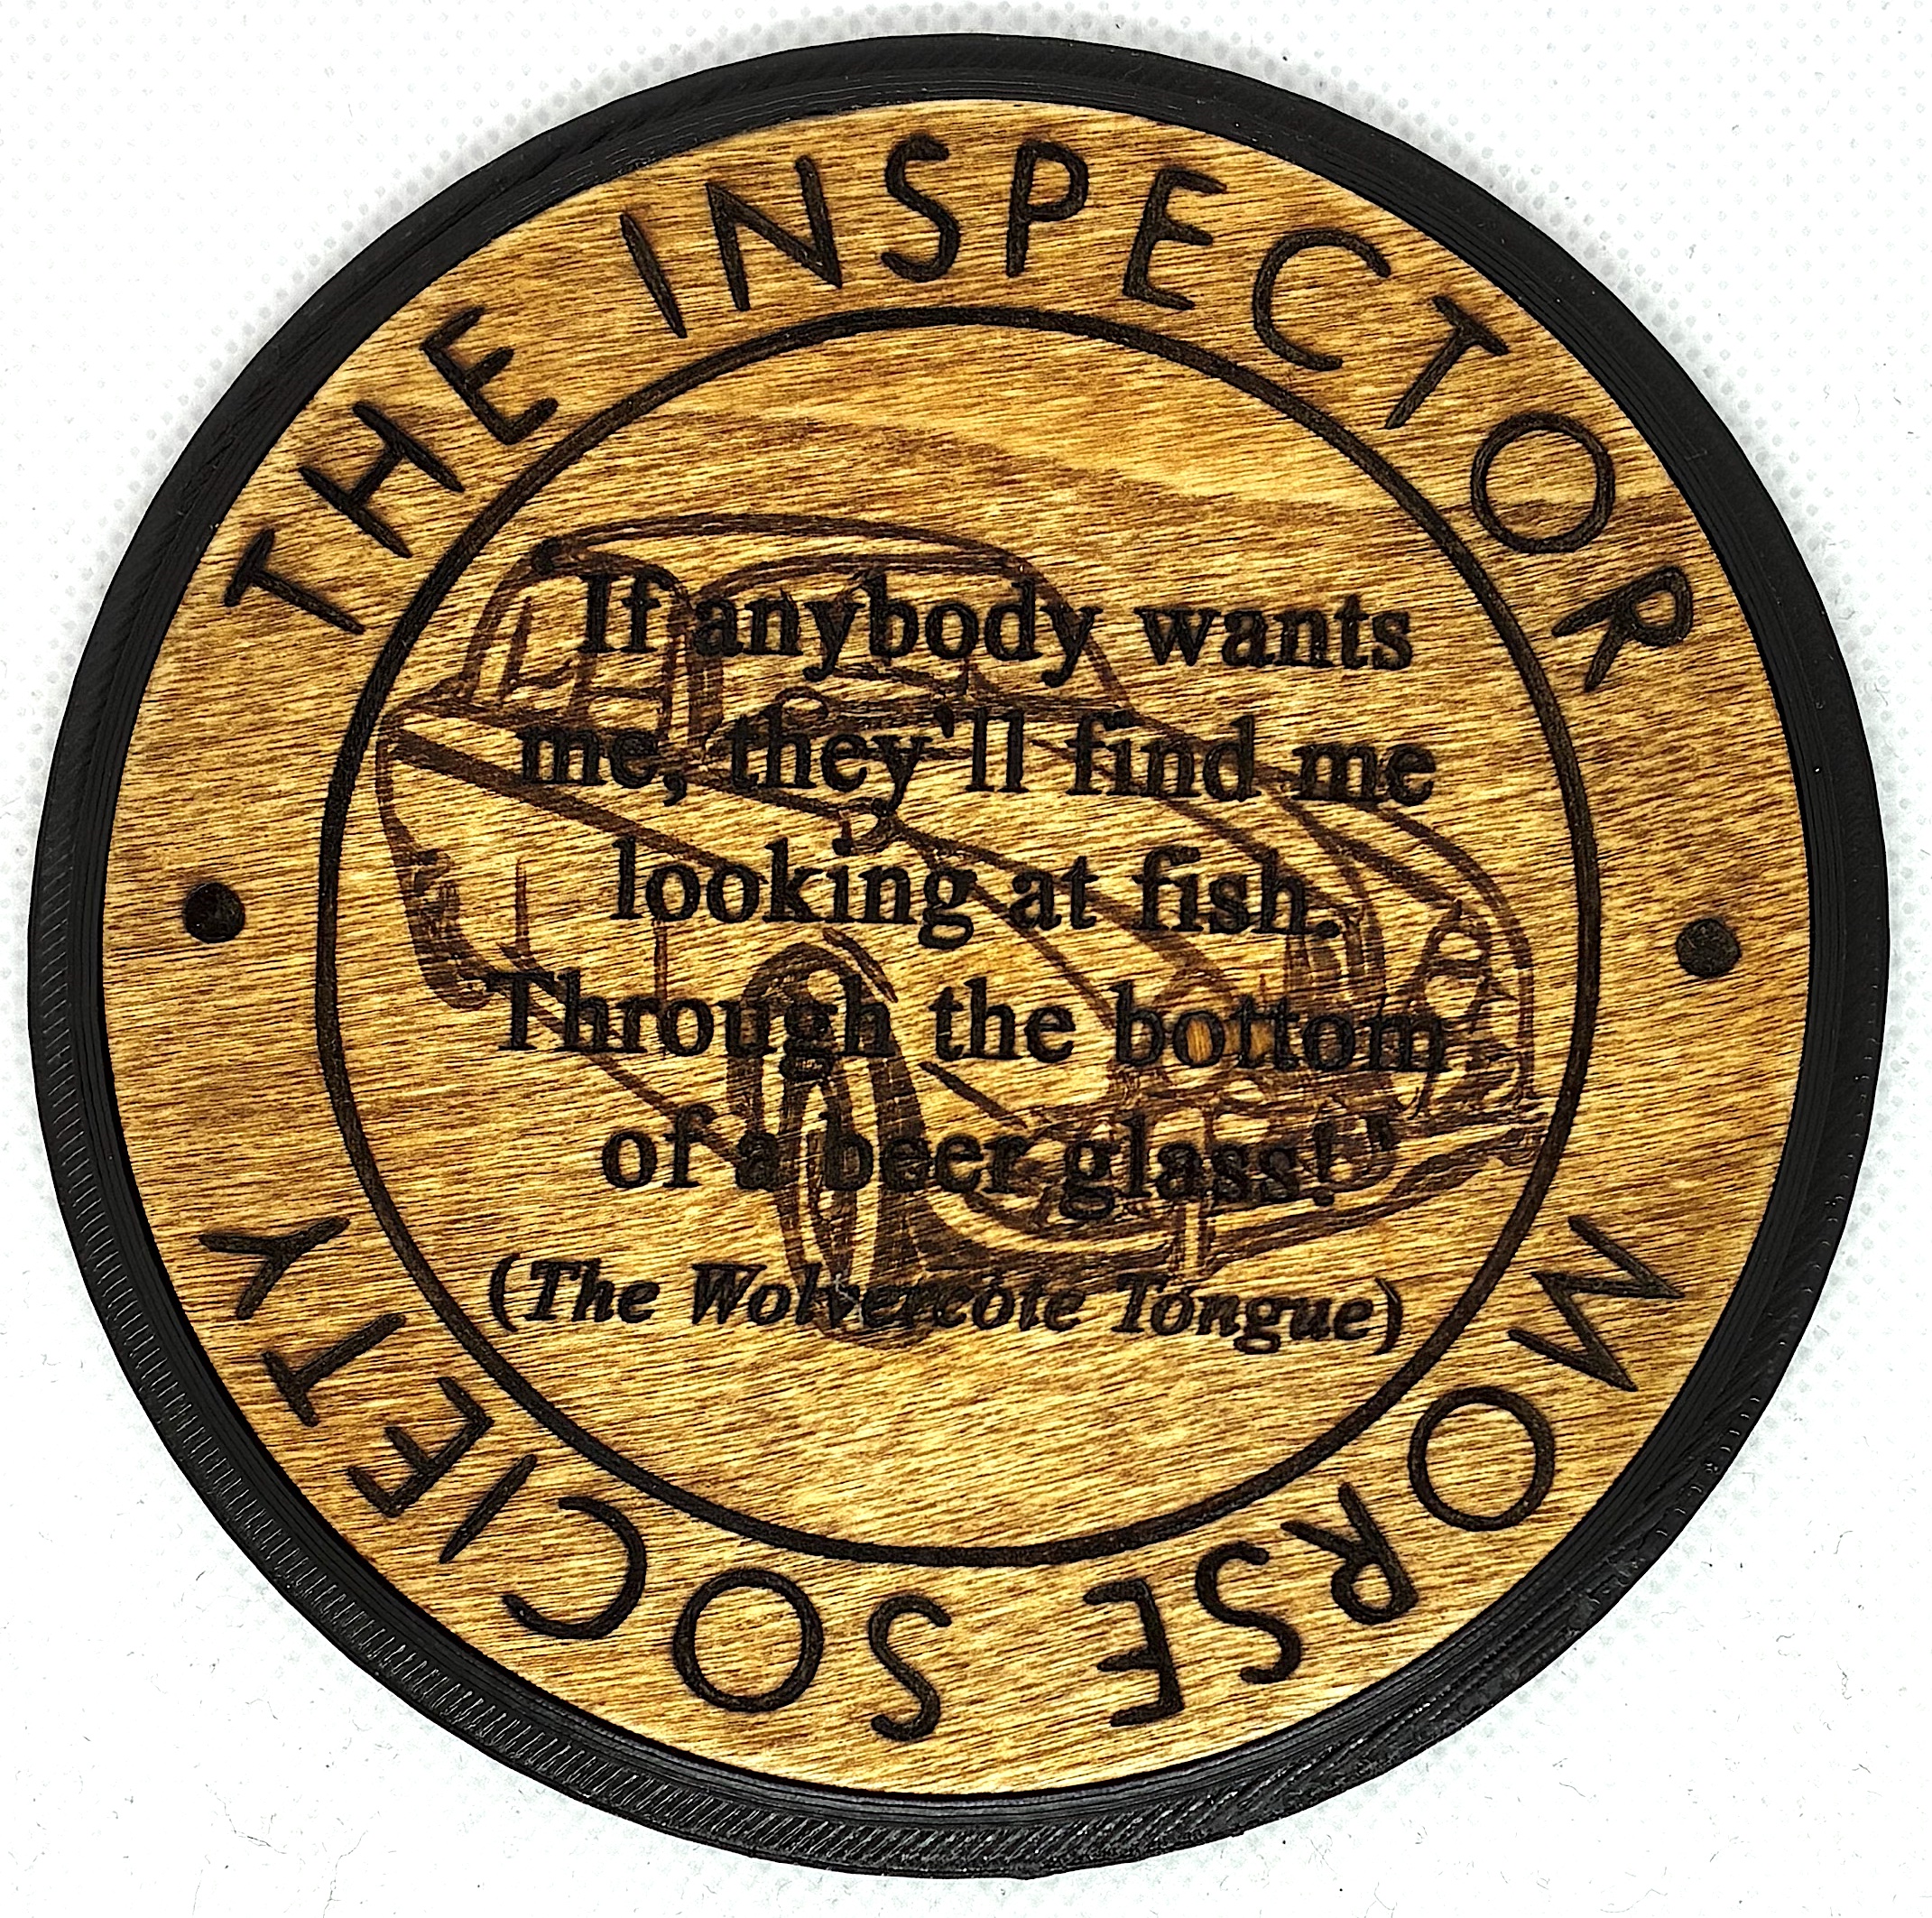 THE INSPECTOR
If anybody wants
me, they'll find me
looking at fish.
Through the bottom
of a beer glass!'
(The Wolvercote Tongue)
MORSE SOCIETY